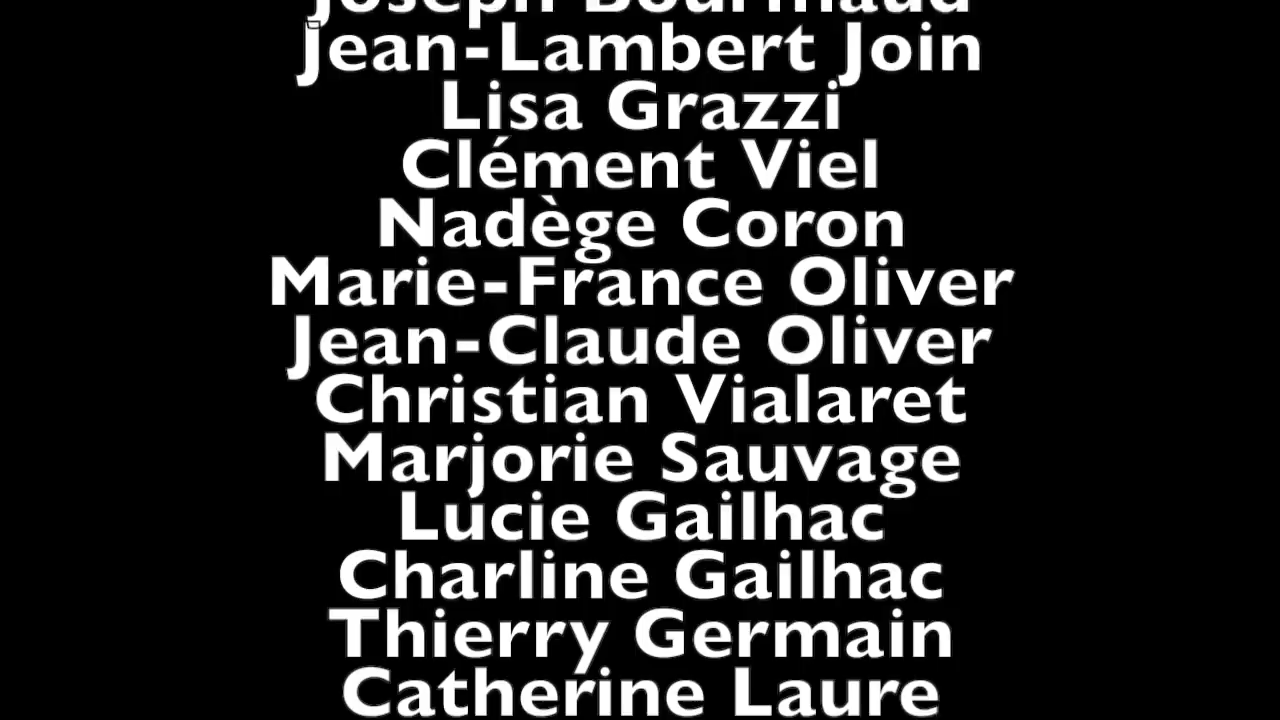 Joseph
Jean-Lambert Join
Lisa Grazzi
Clément Viel
Nadège Coron
Marie-France Oliver
Jean-Claude Oliver
Christian Vialaret
Marjorie Sauvage
Lucie Gailhac
Charline Gailhac
Thierry Germain
Catherine Laure